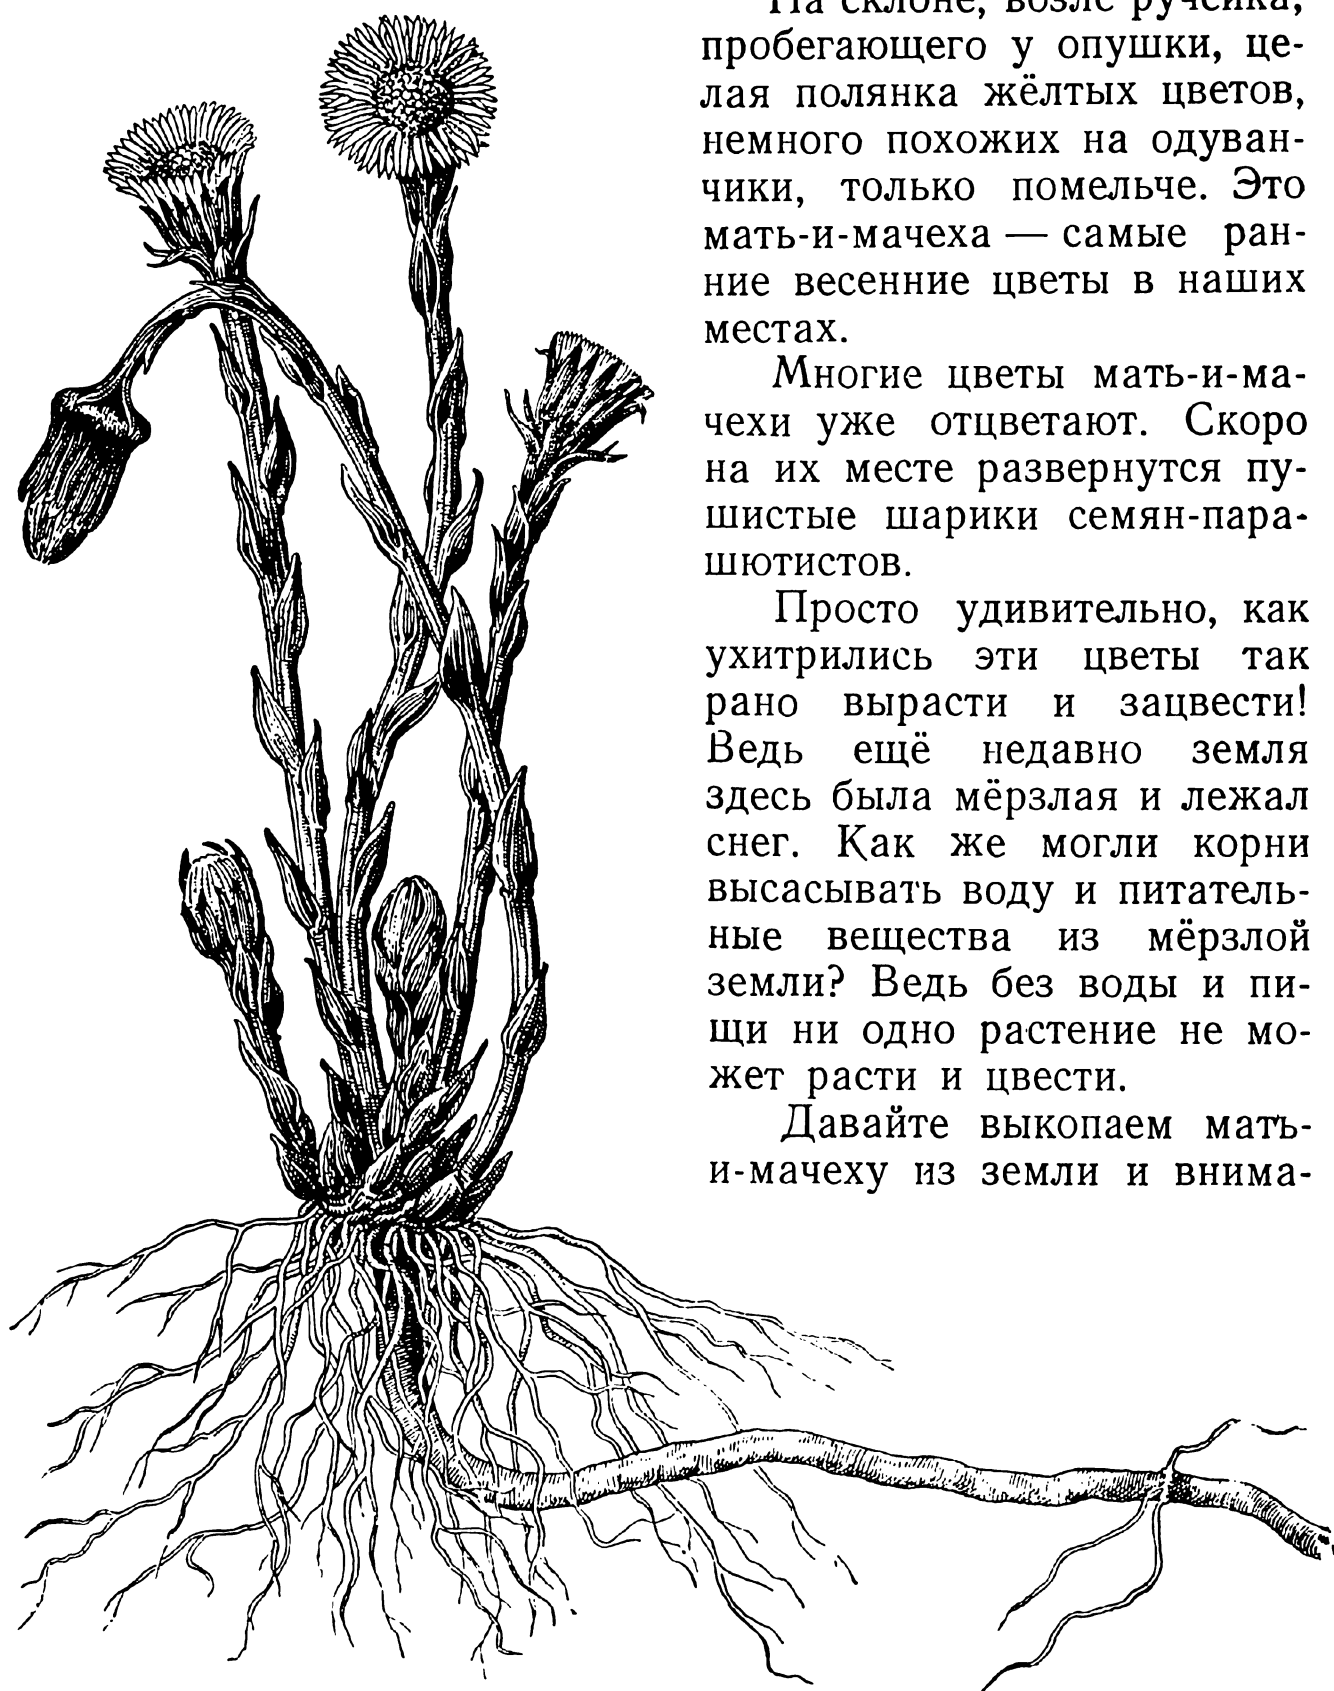 На склоне, возле ручейка,
пробегающего у опушки, це-
лая полянка жёлтых цветов,
немного похожих на одуван-
чики, только помельче. Это
мать-и-мачеха — самые ран-
ние весенние цветы в наших
местах.
Многие цветы мать-и-ма-
чехи уже отцветают. Скоро
на их месте развернутся пу-
шистые шарики семян-пара-
шютистов.
Просто удивительно, как
ухитрились эти цветы так
рано вырасти и зацвести!
Ведь ещё недавно земля
здесь была мёрзлая и лежал
снег. Как же могли корни
высасывать воду и питатель-
ные вещества из мёрзлой
земли? Ведь без воды и пи-
щи ни одно растение не мо-
жет расти и цвести.
Давайте выкопаем мать-
и-мачеху из земли и внима-